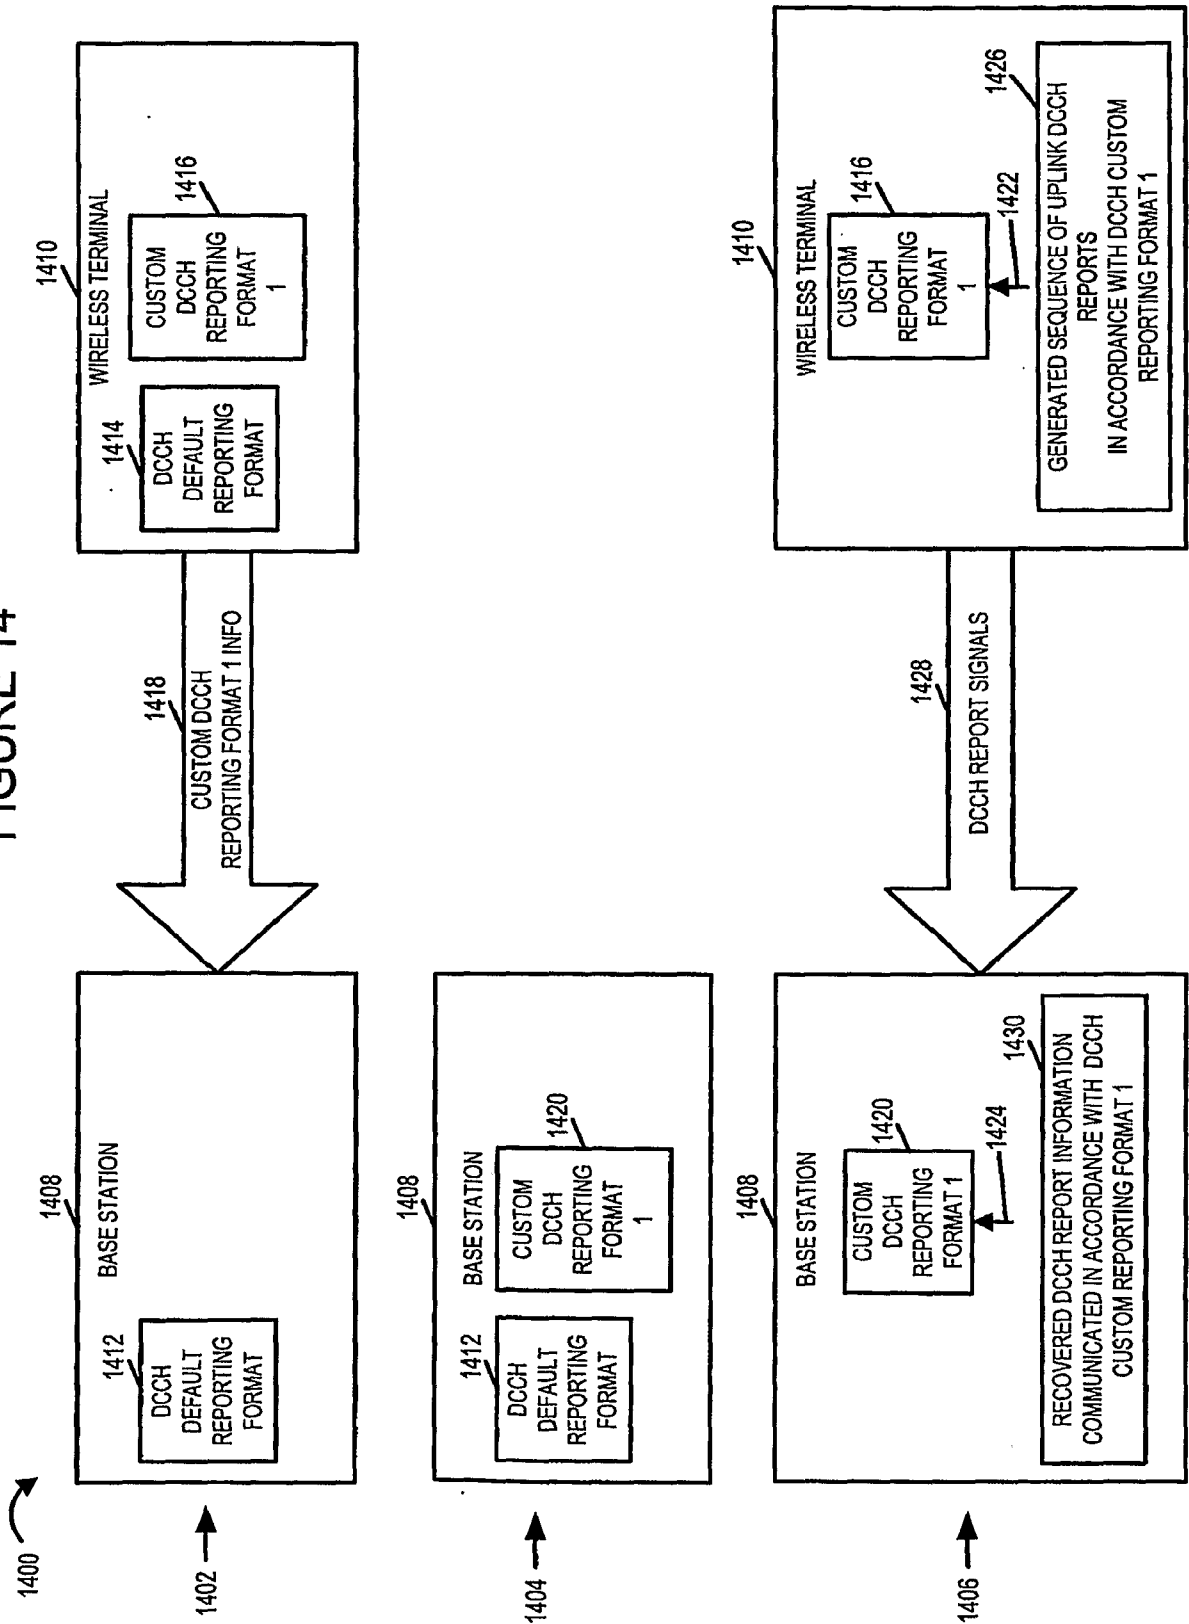 FIGURE 14
1400
1402
1408
BASE STATION
1412
DCCH
DEFAULT
REPORTING
FORMAT
1418
CUSTOM DCCH
REPORTING FORMAT 1 INFO
1410
WIRELESS TERMINAL
1414
DCCH
DEFAULT
REPORTING
FORMAT
1416
CUSTOM
DCCH
REPORTING
FORMAT
1
1404
1408
BASE STATION
1412
DCCH
DEFAULT
REPORTING
FORMAT
1420
CUSTOM
DCCH
REPORTING
FORMAT
1
1406
1408
BASE STATION
1420
CUSTOM
DCCH
REPORTING
FORMAT 1
1424
1430
RECOVERED DCCH REPORT INFORMATION
COMMUNICATED IN ACCORDANCE WITH DCCH
CUSTOM REPORTING FORMAT 1
1428
DCCH REPORT SIGNALS
1410
WIRELESS TERMINAL
1416
CUSTOM
DCCH
REPORTING
FORMAT
1
1422
1426
GENERATED SEQUENCE OF UPLINK DCCH
REPORTS
IN ACCORDANCE WITH DCCH CUSTOM
REPORTING FORMAT 1